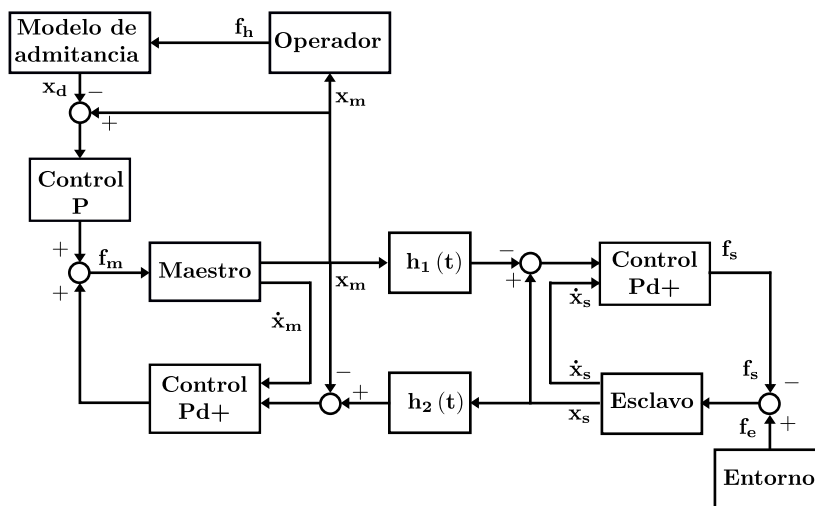 Modelo de
admitancia
f_h
Operador
x_d
−
+
x_m
Control
P
+
+
f_m
Maestro
x_m
ẋ_m
h_1 (t)
−
+
Control
Pd+
f_s
ẋ_s
Control
Pd+
−
+
h_2 (t)
ẋ_s
x_s
Esclavo
f_s
−
+
f_e
Entorno